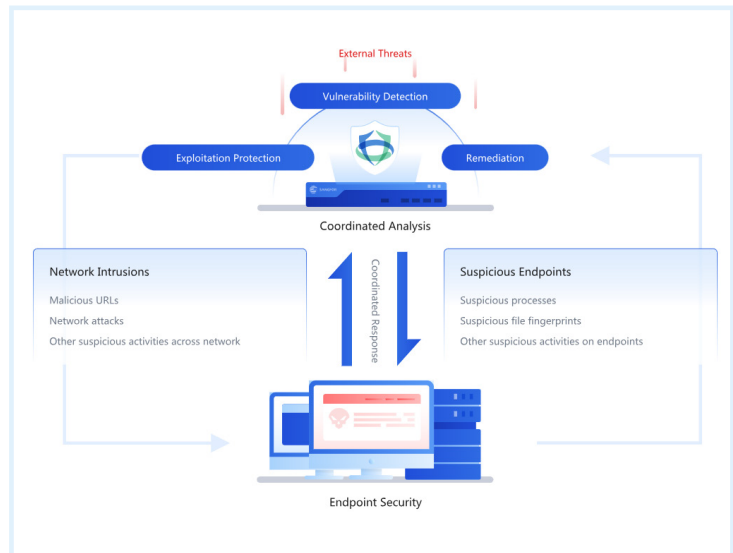 External Threats
Vulnerability Detection
Exploitation Protection
Remediation
Coordinated Analysis
Network Intrusions
Malicious URLs
Network attacks
Other suspicious activities across network
Coordinated Response
Suspicious Endpoints
Suspicious processes
Suspicious file fingerprints
Other suspicious activities on endpoints
Endpoint Security